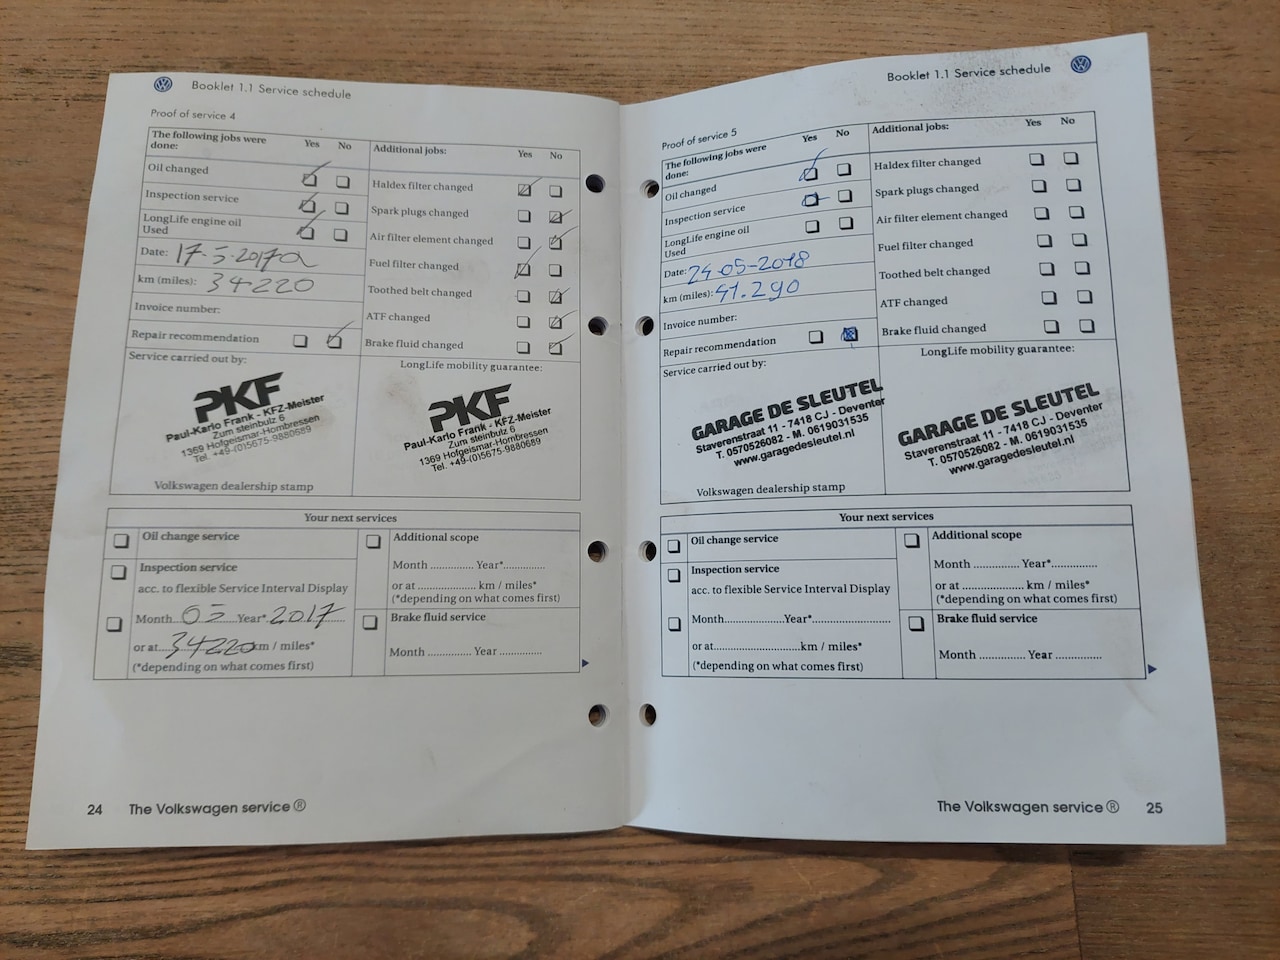 Booklet 1.1 Service schedule
Proof of service 4
The following jobs were done:
Yes No
Oil changed
Inspection service
LongLife engine oil
Used
Date: 17-5-2017
km (miles): 34220
Invoice number:
Repair recommendation
Additional jobs:
Yes No
Haldex filter changed
Spark plugs changed
Air filter element changed
Fuel filter changed
Toothed belt changed
ATF changed
Brake fluid changed
Service carried out by:
PKF
Paul-Karlo Frank - KFZ-Meister
Zum steinbulz 6
1369 Hofgeismar-Hombressen
Tel. +49-(0)5675-9880689
Volkswagen dealership stamp
LongLife mobility guarantee:
PKF
Paul-Karlo Frank - KFZ-Meister
Zum steinbulz 6
1369 Hofgeismar-Hombressen
Tel. +49-(0)5675-9880689
Your next services
Oil change service
Inspection service
acc. to flexible Service Interval Display
Month 05 Year* 2017
or at 34220 km / miles*
(*depending on what comes first)
Additional scope
Month .............. Year*.............
or at .................... km / miles*
(*depending on what comes first)
Brake fluid service
Month .............. Year ..............
24 The Volkswagen service ®
Booklet 1.1 Service schedule
Proof of service 5
The following jobs were
done:
Yes No
Oil changed
Inspection service
LongLife engine oil
Used
Date: 24-05-2018
km (miles): 41.290
Invoice number:
Repair recommendation
Additional jobs:
Yes No
Haldex filter changed
Spark plugs changed
Air filter element changed
Fuel filter changed
Toothed belt changed
ATF changed
Brake fluid changed
Service carried out by:
GARAGE DE SLEUTEL
Staverenstraat 11 - 7418 CJ - Deventer
T. 0570526082 - M. 0619031535
www.garagedesleutel.nl
Volkswagen dealership stamp
LongLife mobility guarantee:
GARAGE DE SLEUTEL
Staverenstraat 11 - 7418 CJ - Deventer
T. 0570526082 - M. 0619031535
www.garagedesleutel.nl
Your next services
Oil change service
Inspection service
acc. to flexible Service Interval Display
Month.................... Year*....................
or at...........................km / miles*
(*depending on what comes first)
Additional scope
Month .............. Year*..............
or at .................... km / miles*
(*depending on what comes first)
Brake fluid service
Month .............. Year ..............
The Volkswagen service ® 25